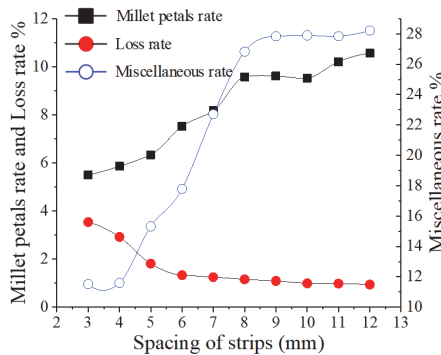 Millet petals rate
Loss rate
Miscellaneous rate
Millet petals rate and Loss rate %
12
10
8
6
4
2
0
Miscellaneous rate %
28
26
24
22
20
18
16
14
12
10
2 3 4 5 6 7 8 9 10 11 12 13
Spacing of strips (mm)